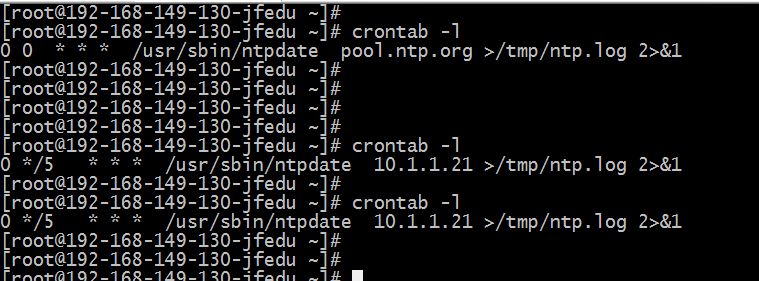 [root@192-168-149-130-jfedu ~]#
[root@192-168-149-130-jfedu ~]# crontab -l
0 0  * * *  /usr/sbin/ntpdate  pool.ntp.org >/tmp/ntp.log 2>&1
[root@192-168-149-130-jfedu ~]#
[root@192-168-149-130-jfedu ~]#
[root@192-168-149-130-jfedu ~]#
[root@192-168-149-130-jfedu ~]#
[root@192-168-149-130-jfedu ~]# crontab -l
0 */5   * * *  /usr/sbin/ntpdate  10.1.1.21 >/tmp/ntp.log 2>&1
[root@192-168-149-130-jfedu ~]#
[root@192-168-149-130-jfedu ~]# crontab -l
0 */5   * * *  /usr/sbin/ntpdate  10.1.1.21 >/tmp/ntp.log 2>&1
[root@192-168-149-130-jfedu ~]#
[root@192-168-149-130-jfedu ~]#
[root@192-168-149-130-jfedu ~]#